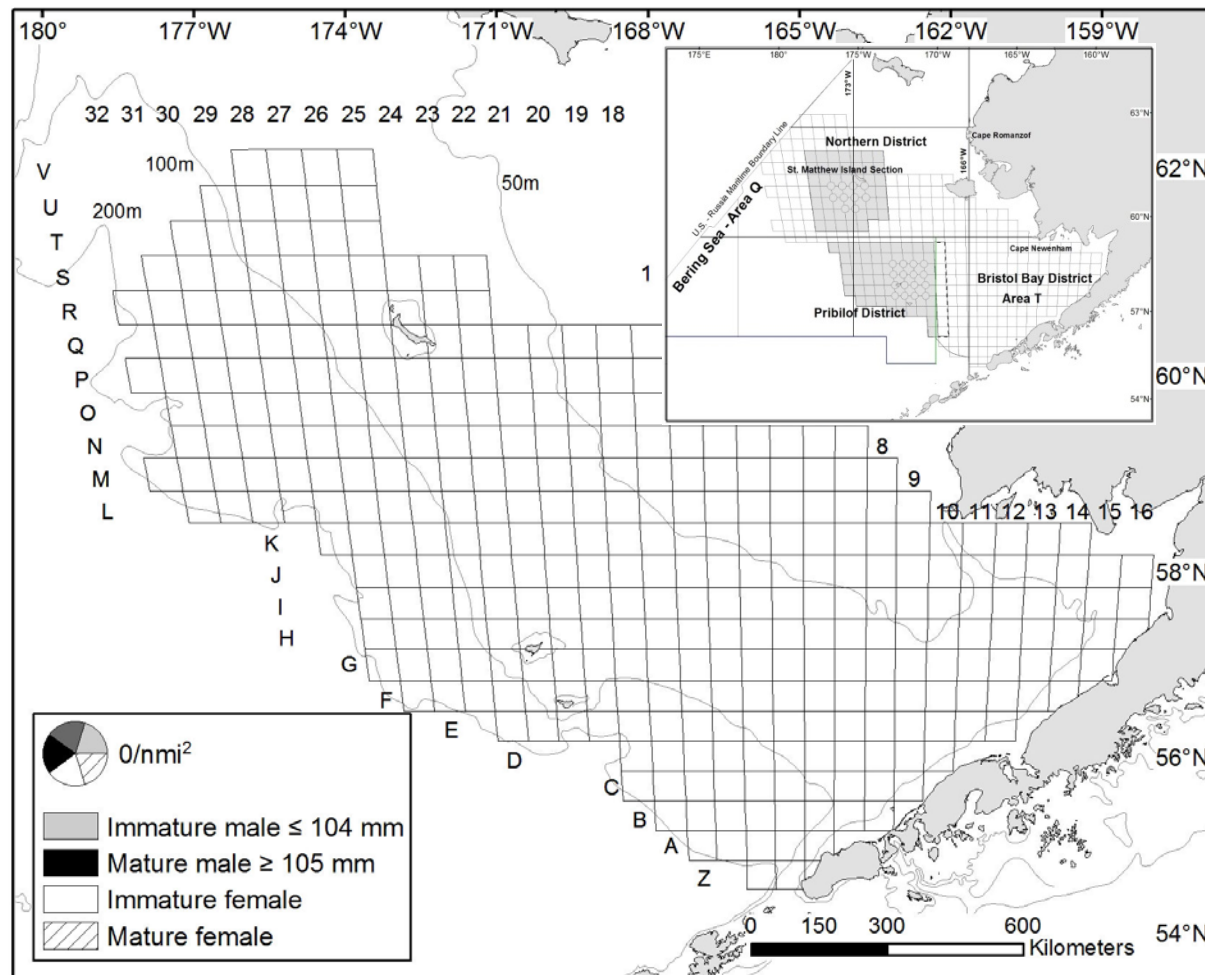 180° 177°W 174°W 171°W 168°W 165°W 162°W 159°W
32 31 30 29 28 27 26 25 24 23 22 21 20 19 18
100m
50m
200m
V
U
T
S
R
Q
P
O
N
M
L
K
J
I
H
G
F
E
D
C
B
A
Z
1
8
9
10 11 12 13 14 15 16
62°N
60°N
58°N
56°N
54°N
175°E 180° 175°W 170°W 165°W 160°W
173°W
166°W
63°N
60°N
57°N
54°N
U.S. - Russia Maritime Boundary Line
Bering Sea - Area Q
Northern District
St. Matthew Island Section
Cape Romanzof
Cape Newenham
Bristol Bay District
Area T
Pribilof District
0/nmi²
Immature male ≤ 104 mm
Mature male ≥ 105 mm
Immature female
Mature female
0 150 300 600
Kilometers